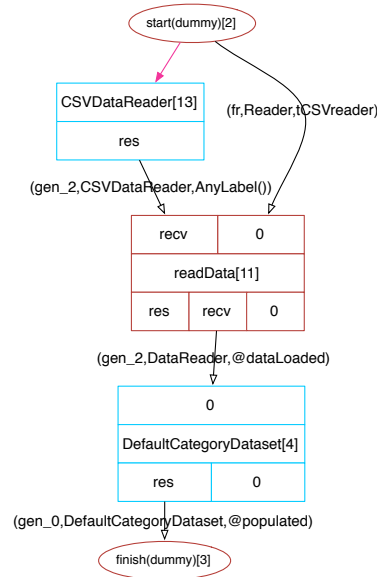 start(dummy)[2]
CSVDataReader[13]
(fr,Reader,tCSVreader)
res
(gen_2,CSVDataReader,AnyLabel())
recv 0
readData[11]
res recv 0
(gen_2,DataReader,@dataLoaded)
0
DefaultCategoryDataset[4]
res 0
(gen_0,DefaultCategoryDataset,@populated)
finish(dummy)[3]